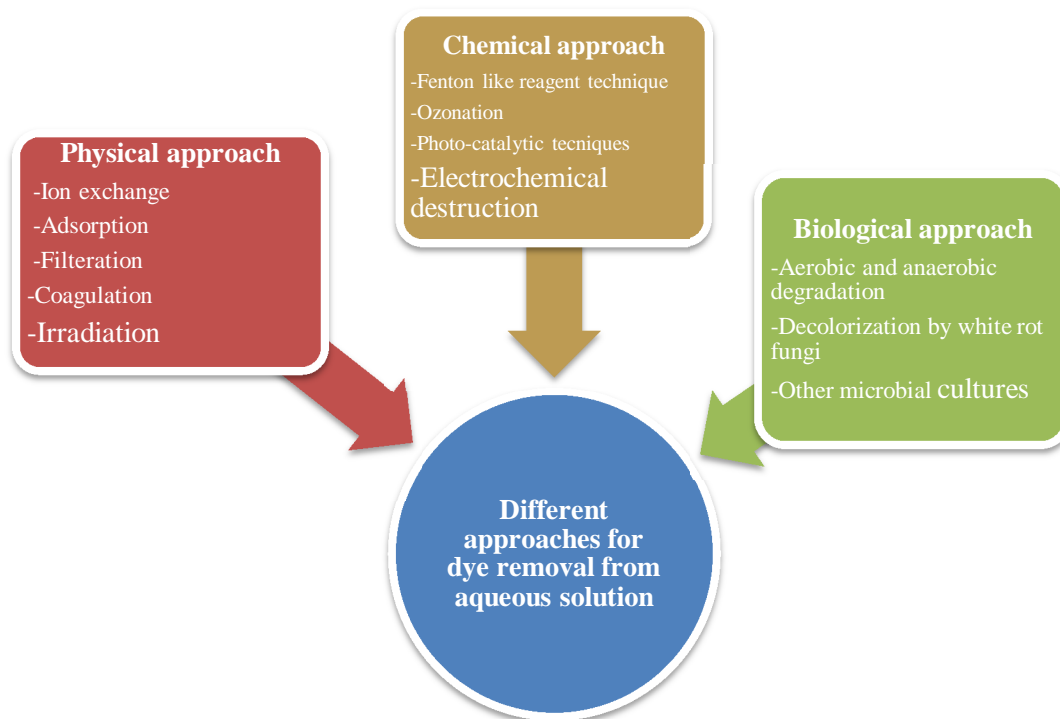 Physical approach
-Ion exchange
-Adsorption
-Filteration
-Coagulation
-Irradiation
Chemical approach
-Fenton like reagent technique
-Ozonation
-Photo-catalytic tecniques
-Electrochemical
destruction
Biological approach
-Aerobic and anaerobic
degradation
-Decolorization by white rot
fungi
-Other microbial cultures
Different
approaches for
dye removal from
aqueous solution